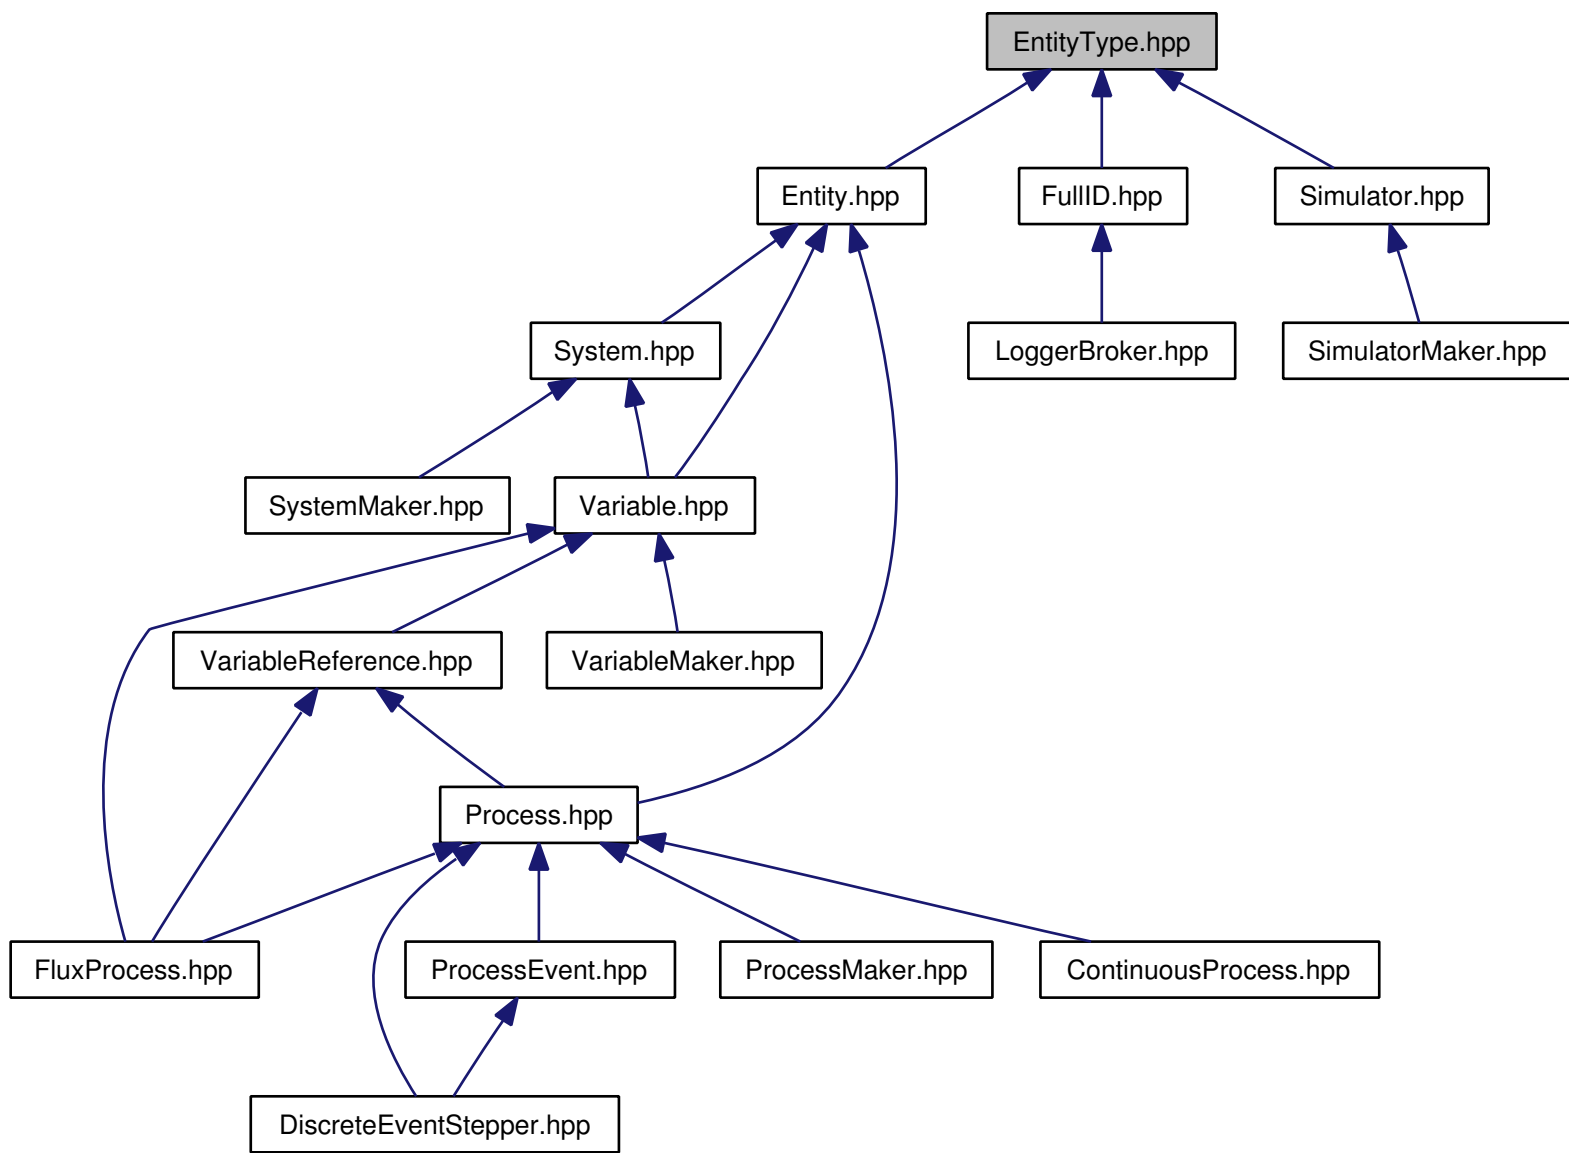 EntityType.hpp
Entity.hpp
FullID.hpp
Simulator.hpp
System.hpp
LoggerBroker.hpp
SimulatorMaker.hpp
SystemMaker.hpp
Variable.hpp
VariableReference.hpp
VariableMaker.hpp
Process.hpp
FluxProcess.hpp
ProcessEvent.hpp
ProcessMaker.hpp
ContinuousProcess.hpp
DiscreteEventStepper.hpp